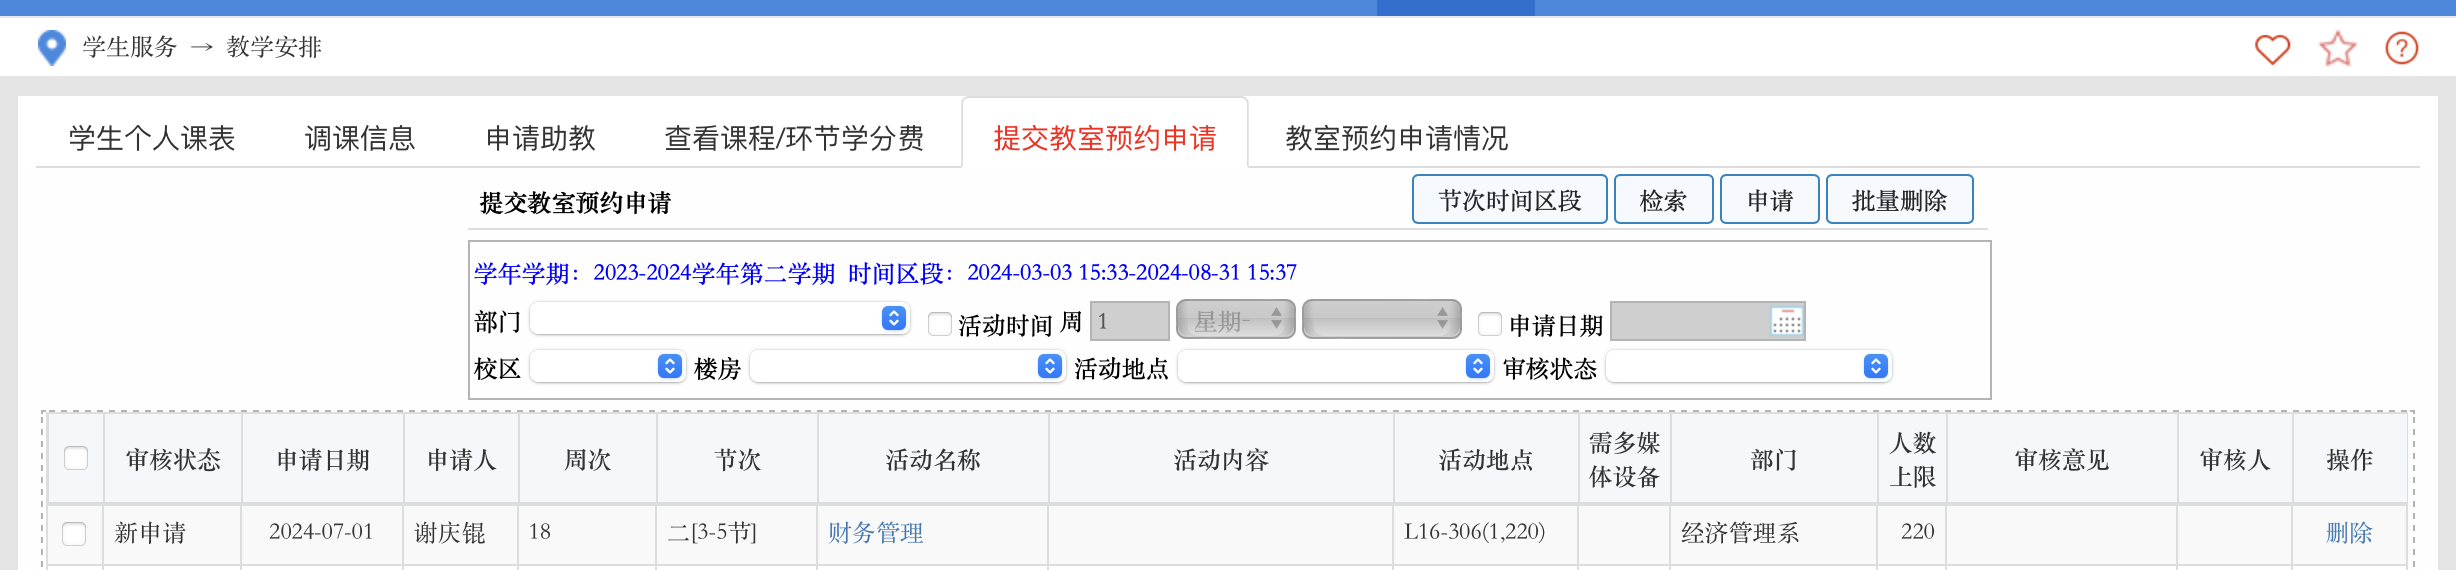 学生服务 → 教学安排
学生个人课表 调课信息 申请助教 查看课程/环节学分费 提交教室预约申请 教室预约申请情况
提交教室预约申请 节次时间区段 检索 申请 批量删除
学年学期：2023-2024学年第二学期 时间区段：2024-03-03 15:33-2024-08-31 15:37
部门 活动时间 周 1 星期- 申请日期
校区 楼房 活动地点 审核状态
审核状态 申请日期 申请人 周次 节次 活动名称 活动内容 活动地点 需多媒体设备 部门 人数上限 审核意见 审核人 操作
新申请 2024-07-01 谢庆锟 18 二[3-5节] 财务管理 L16-306(1,220) 经济管理系 220 删除